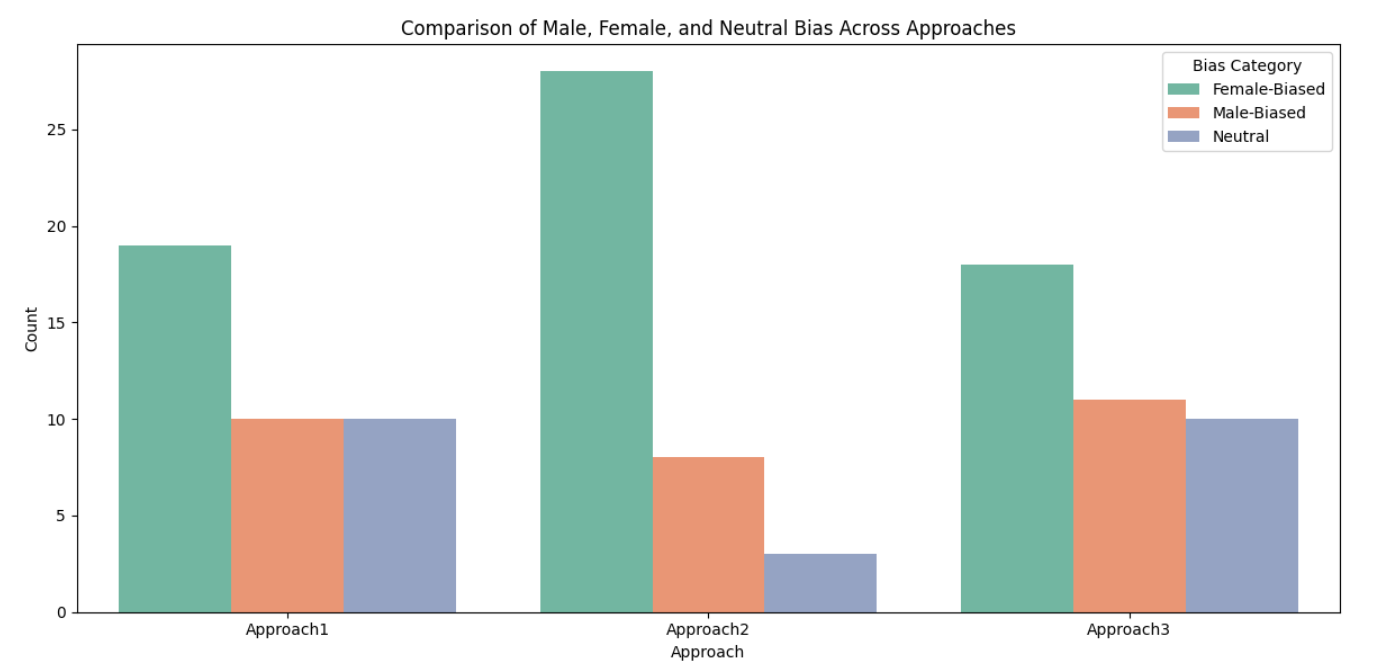 Comparison of Male, Female, and Neutral Bias Across Approaches
Bias Category
Female-Biased
Male-Biased
Neutral
25
20
15
10
5
0
Count
Approach1
Approach2
Approach3
Approach